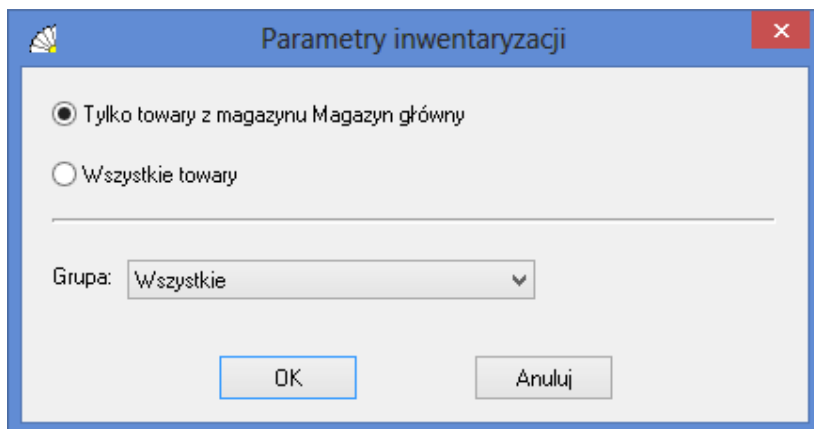 Parametry inwentaryzacji
Tylko towary z magazynu Magazyn główny
Wszystkie towary
Grupa: Wszystkie
OK Anuluj